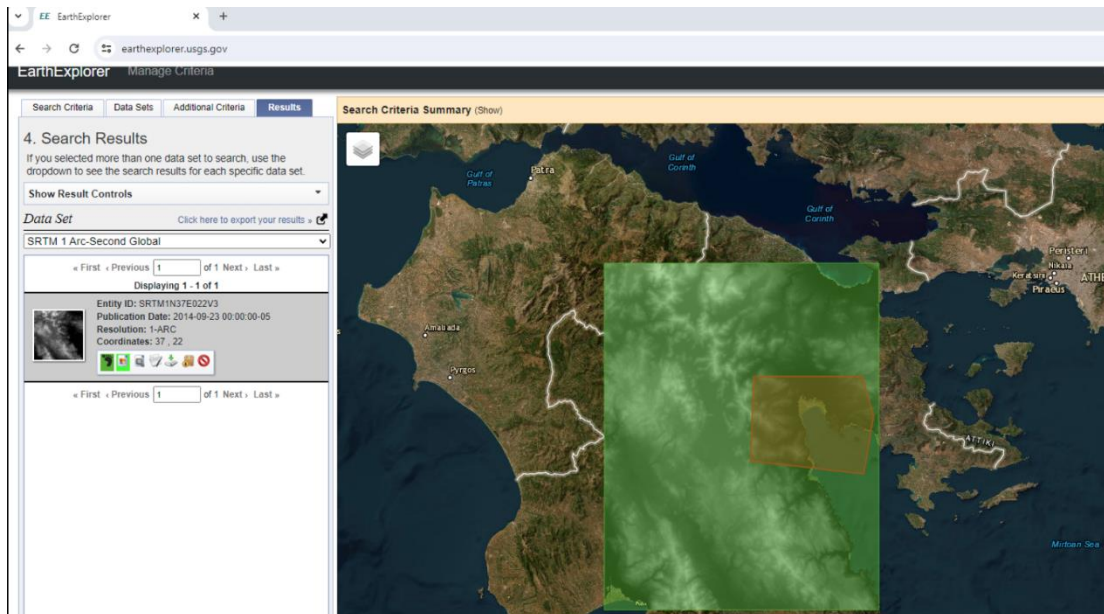 EE EarthExplorer
earthexplorer.usgs.gov
EarthExplorer Manage Criteria
Search Criteria Data Sets Additional Criteria Results
4. Search Results
If you selected more than one data set to search, use the
dropdown to see the search results for each specific data set.
Show Result Controls
Data Set Click here to export your results »
SRTM 1 Arc-Second Global
« First ‹ Previous 1 of 1 Next › Last »
Displaying 1 - 1 of 1
Entity ID: SRTM1N37E022V3
Publication Date: 2014-09-23 00:00:00-05
Resolution: 1-ARC
Coordinates: 37 , 22
« First ‹ Previous 1 of 1 Next › Last »
Search Criteria Summary (Show)
Gulf of
Patras
Patra
Gulf of
Corinth
Gulf of
Corinth
Peristeri
Nikaia
Keratsini
ATHE
Piraeus
Amaliada
Pyrgos
ATTIKI
Mirtoan Sea